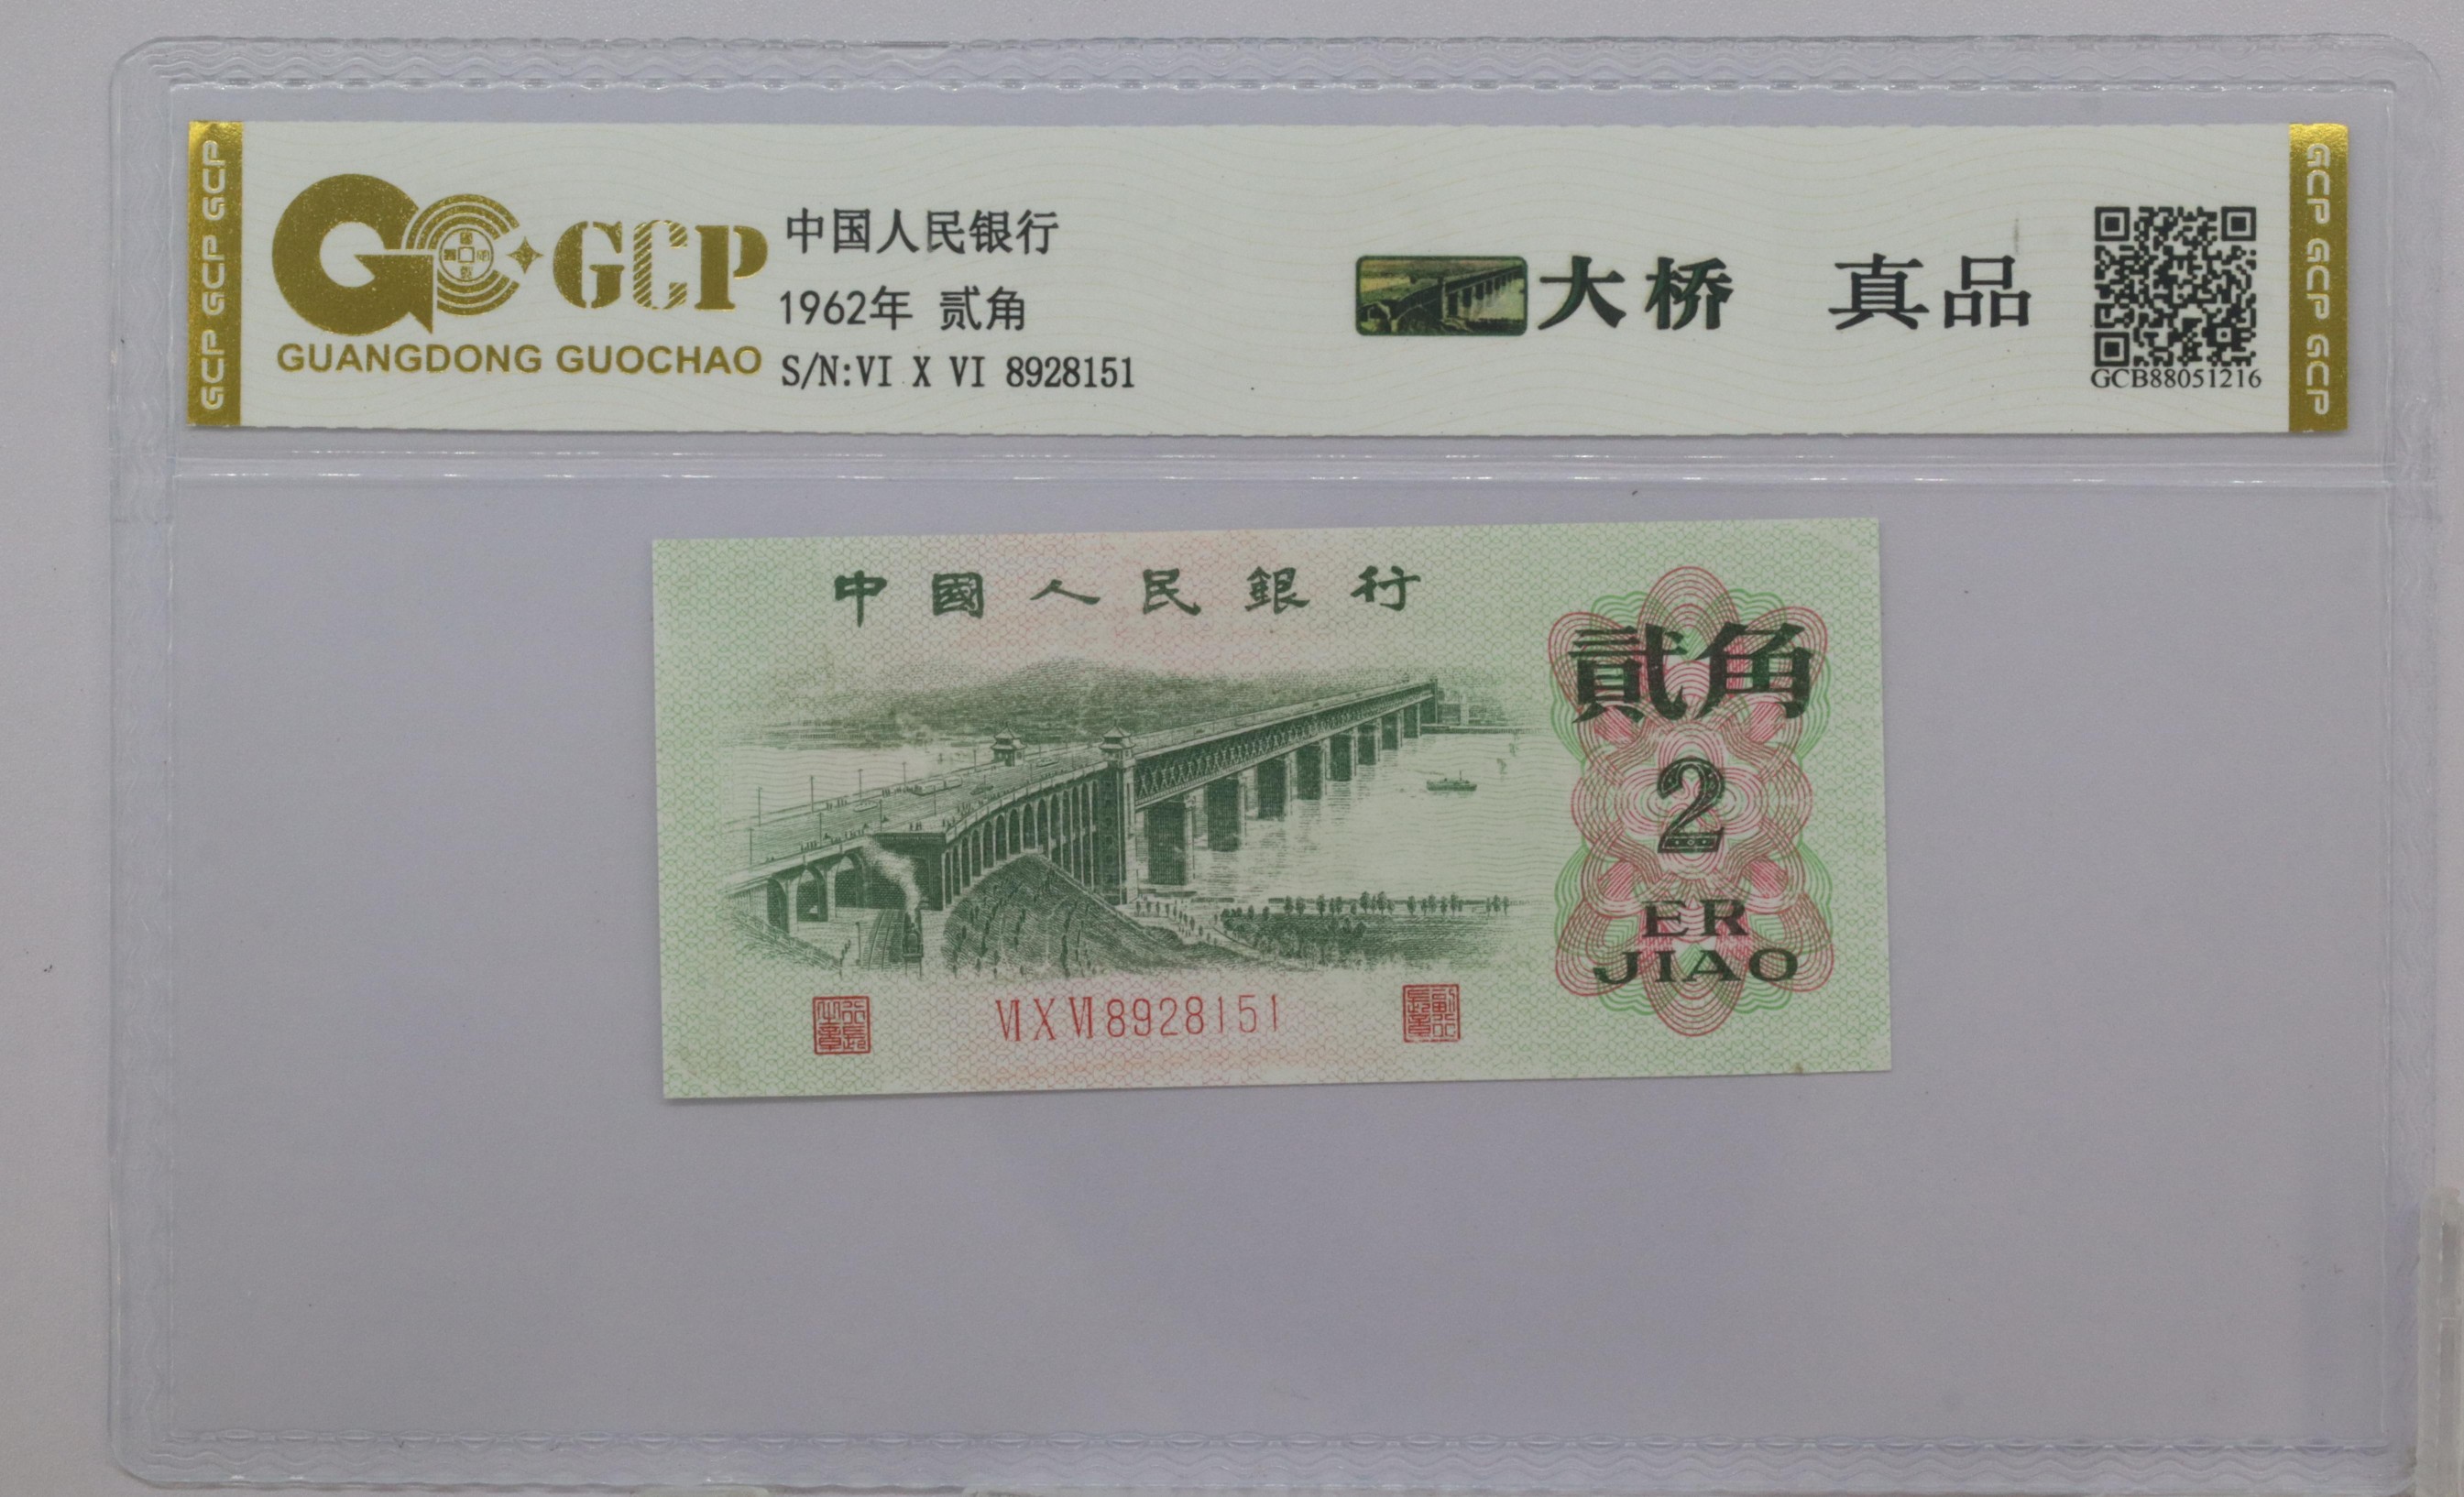 GCP GCP GCP
GCP
GUANGDONG GUOCHAO
中国人民银行
1962年 贰角
S/N:VI X VI 8928151
大桥 真品
GCB88051216
GCP GCP GCP
中國人民銀行
貳角
2
ER
JIAO
VI X VI 8928151